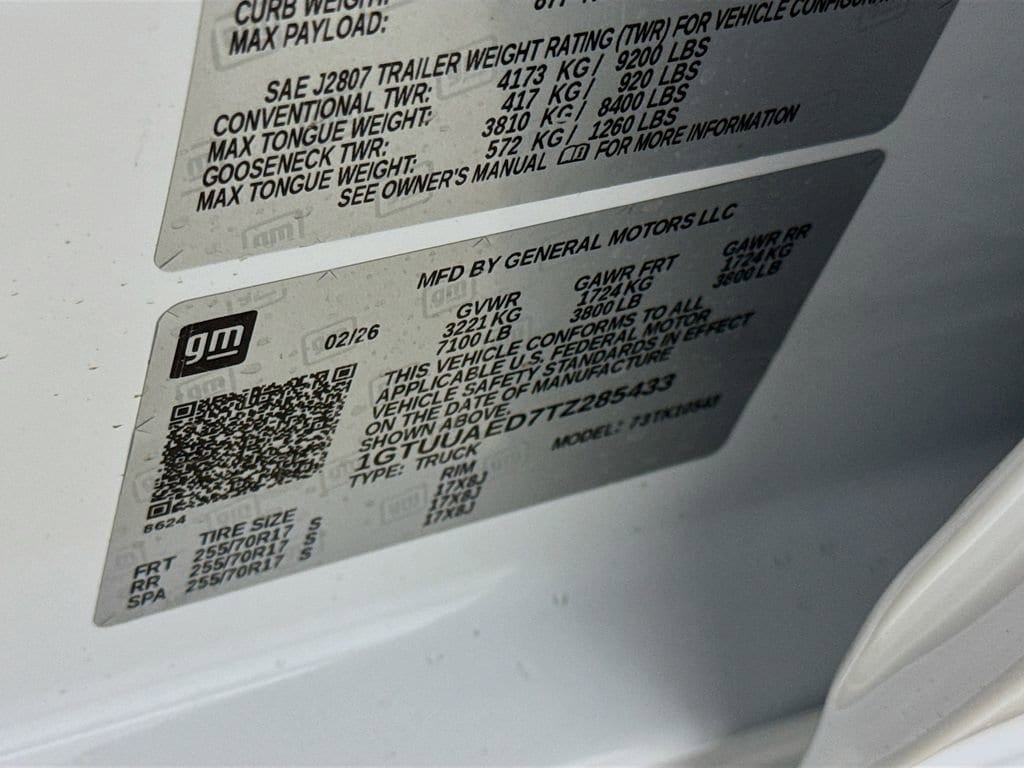 CURB WEIGHT:
MAX PAYLOAD:
SAE J2807 TRAILER WEIGHT RATING (TWR) FOR VEHICLE
CONVENTIONAL TWR: 4173 KG/ 9200 LBS
MAX TONGUE WEIGHT: 417 KG/ 920 LBS
GOOSENECK TWR: 3810 KG/ 8400 LBS
MAX TONGUE WEIGHT: 572 KG/ 1260 LBS
SEE OWNER'S MANUAL FOR MORE INFORMATION
MFD BY GENERAL MOTORS LLC
gm
02/26
GVWR GAWR FRT GAWR RR
3221 KG 1724 KG 1724 KG
7100 LB 3800 LB 3800 LB
THIS VEHICLE CONFORMS TO ALL
APPLICABLE U.S. FEDERAL MOTOR
VEHICLE SAFETY STANDARDS IN EFFECT
ON THE DATE OF MANUFACTURE
SHOWN ABOVE.
1GTUUAED7TZ285433
TYPE: TRUCK MODEL:
8624
TIRE SIZE RIM
FRT 255/70R17 S 17X8J
RR 255/70R17 S 17X8J
SPA 255/70R17 S 17X8J